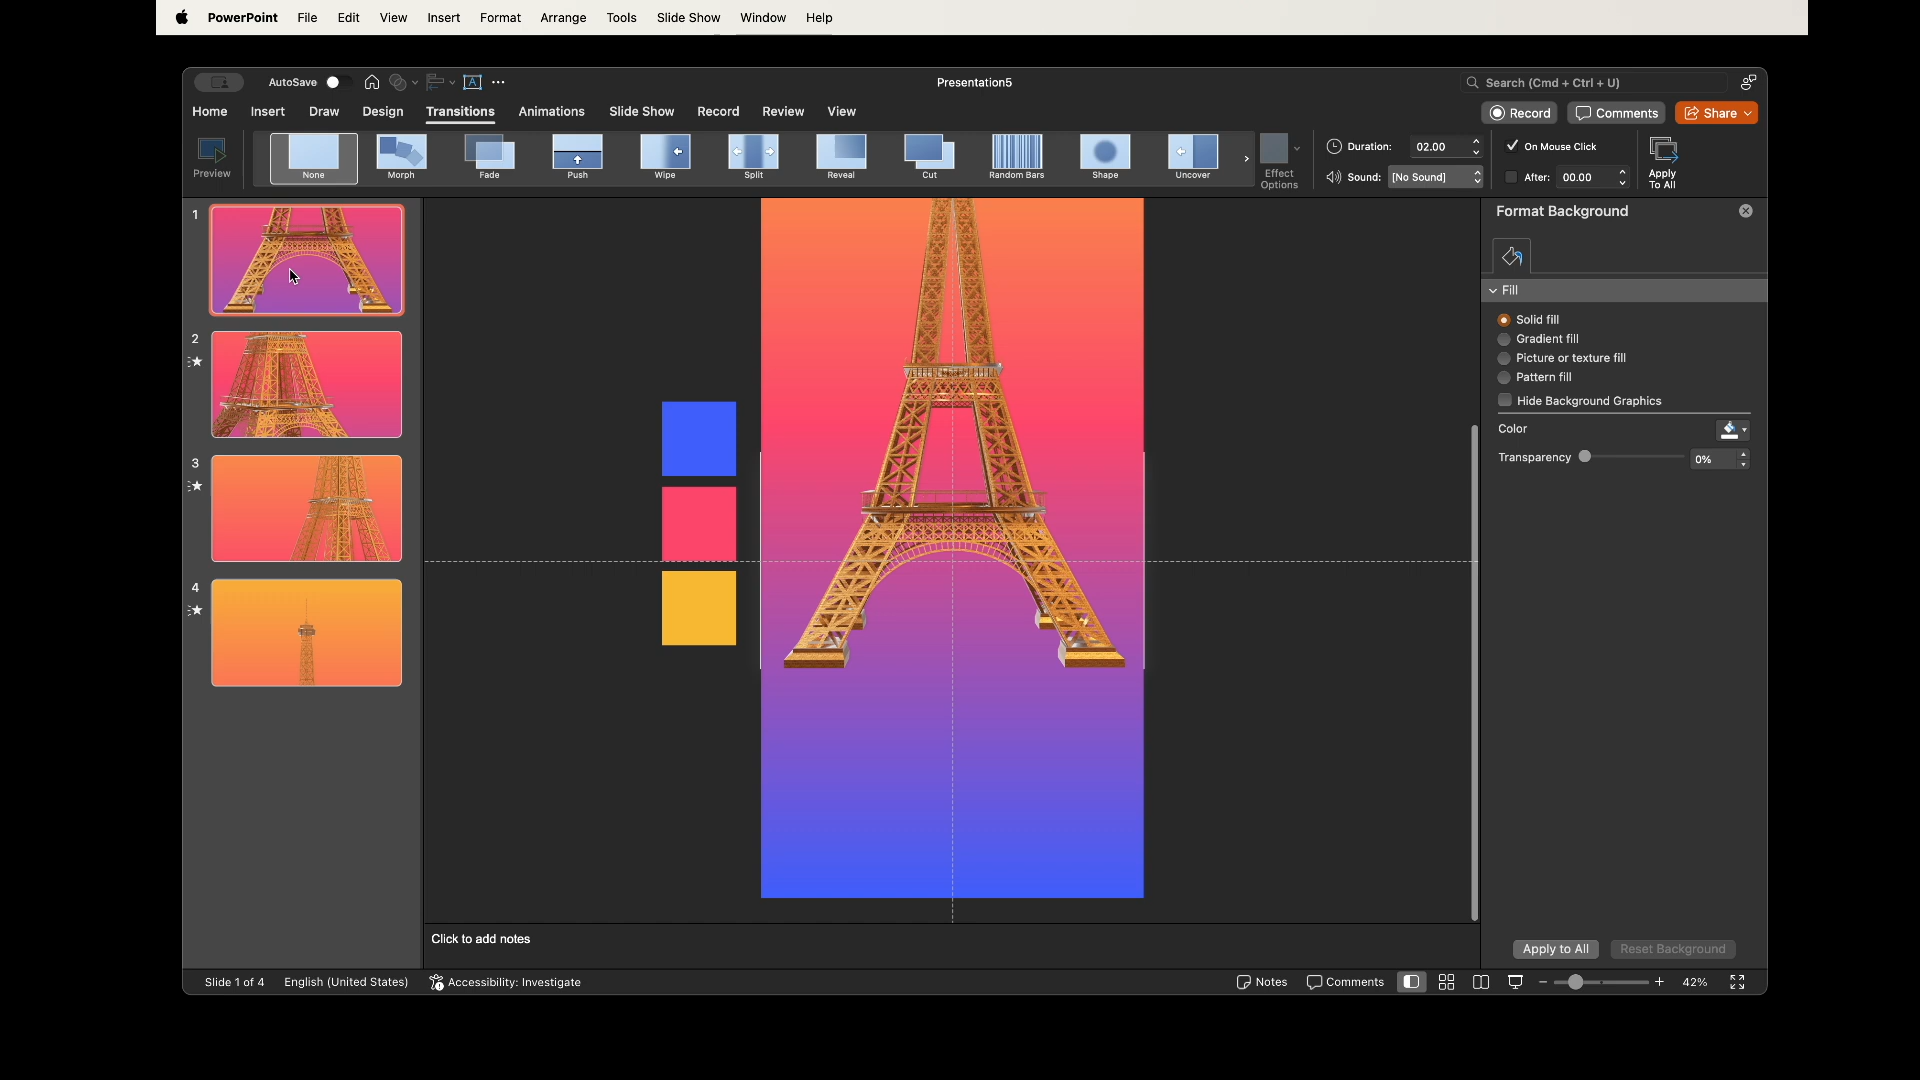 PowerPoint File Edit View Insert Format Arrange Tools Slide Show Window Help
AutoSave
Presentation5
Search (Cmd + Ctrl + U)
Home Insert Draw Design Transitions Animations Slide Show Record Review View
Record Comments Share
Preview
None Morph Fade Push Wipe Split Reveal Cut Random Bars Shape Uncover
Effect
Options
Duration: 02.00
Sound: [No Sound]
On Mouse Click
After: 00.00
Apply
To All
1
2
3
4
Format Background
Fill
Solid fill
Gradient fill
Picture or texture fill
Pattern fill
Hide Background Graphics
Color
Transparency 0%
Apply to All Reset Background
Click to add notes
Slide 1 of 4 English (United States) Accessibility: Investigate Notes Comments 42%